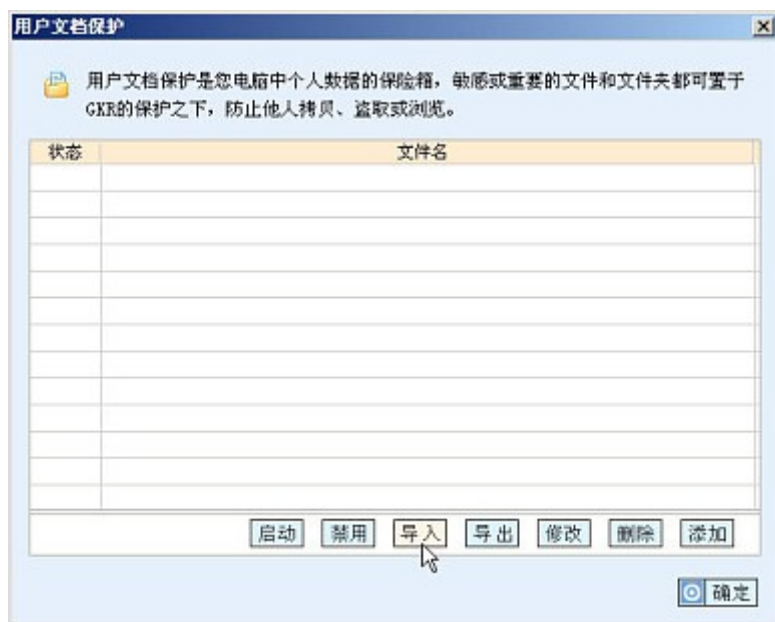 用户文档保护
用户文档保护是您电脑中个人数据的保险箱，敏感或重要的文件和文件夹都可置于
GKR的保护之下，防止他人拷贝、盗取或浏览。
状态 文件名
启动 禁用 导入 导出 修改 删除 添加
确定